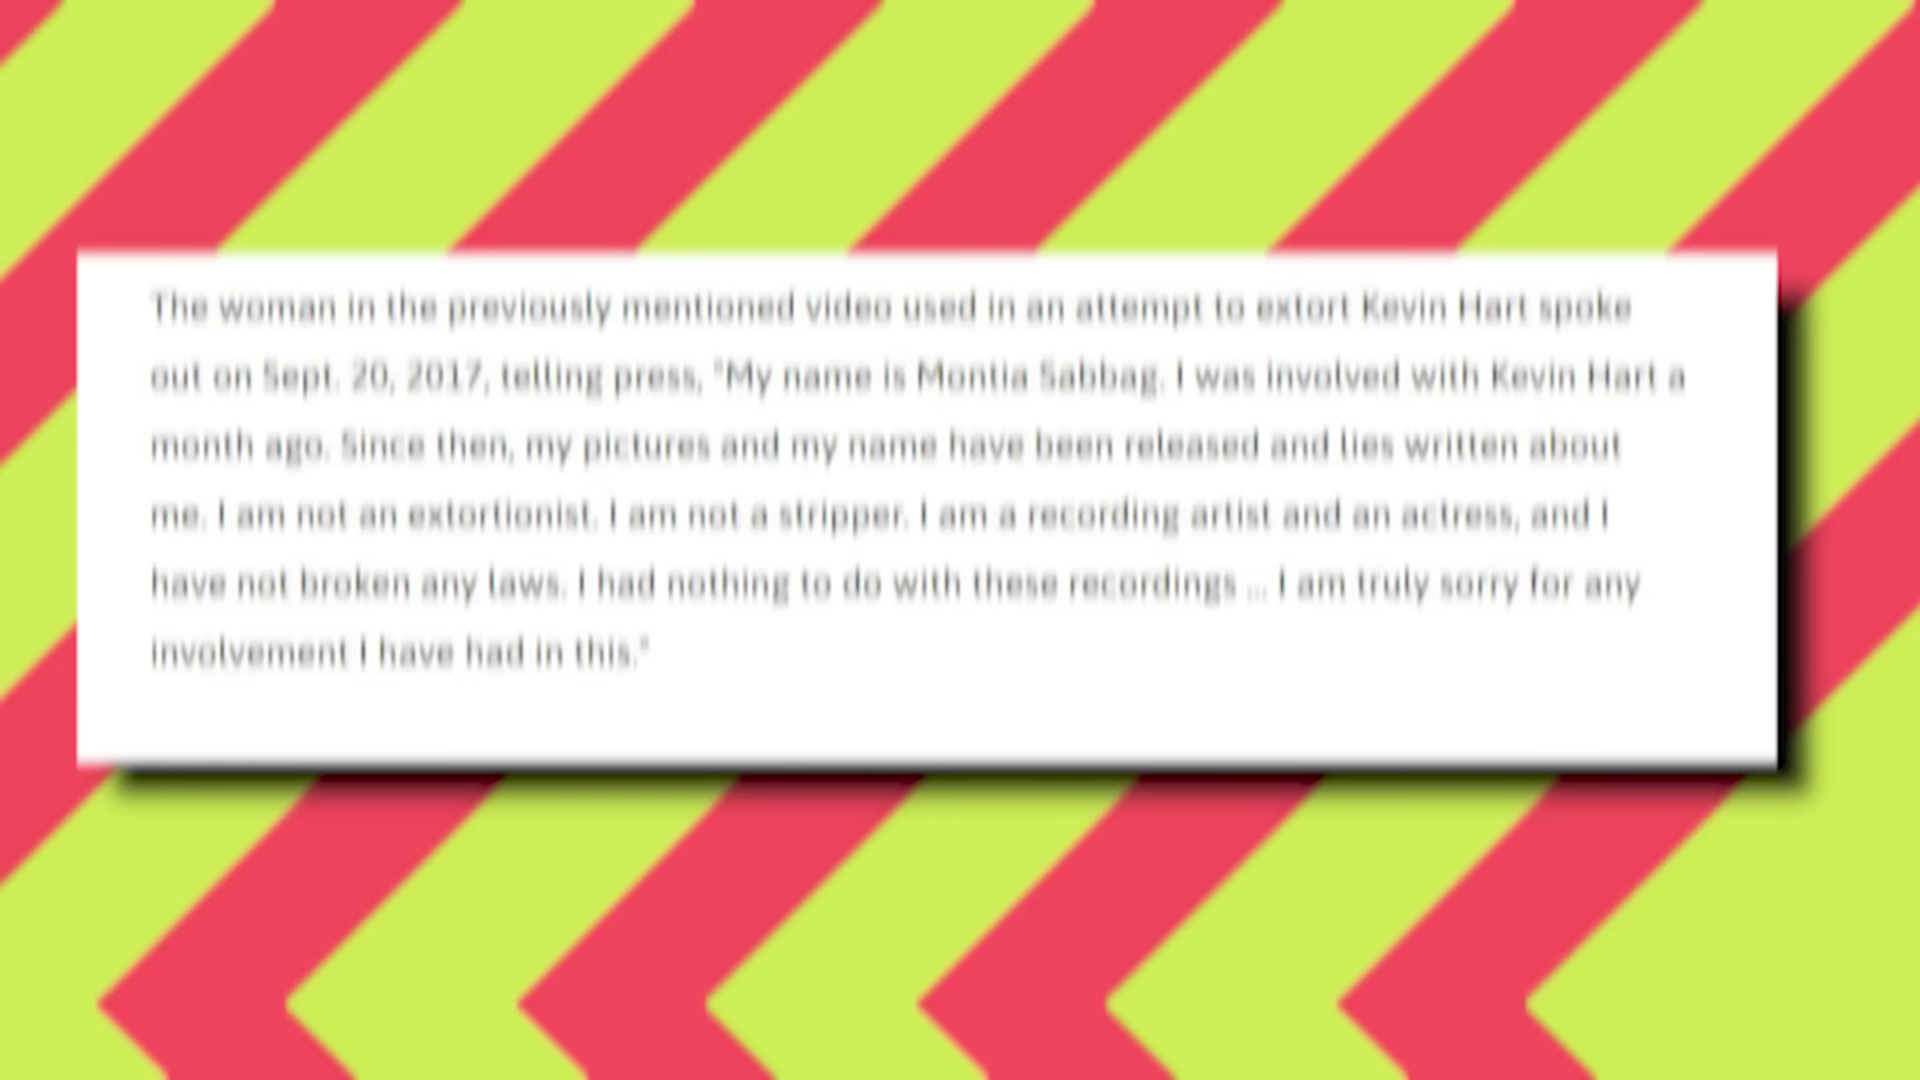 The woman in the previously mentioned video used in an attempt to extort Kevin Hart spoke
out on Sept. 20, 2017, telling press, "My name is Montia Sabbag. I was involved with Kevin Hart a
month ago. Since then, my pictures and my name have been released and lies written about
me. I am not an extortionist. I am not a stripper. I am a recording artist and an actress, and I
have not broken any laws. I had nothing to do with these recordings ... I am truly sorry for any
involvement I have had in this."